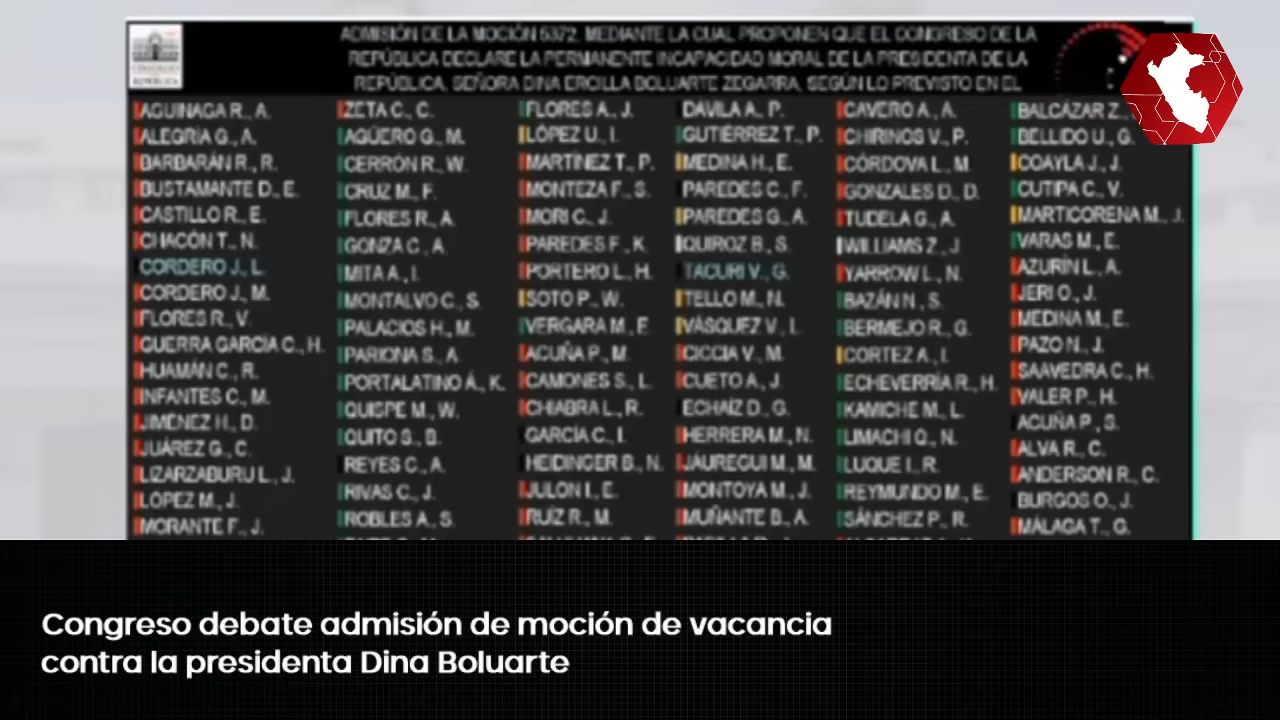 ADMISIÓN DE LA MOCIÓN 5372, MEDIANTE LA CUAL PROPONEN QUE EL CONGRESO DE LA
REPÚBLICA DECLARE LA PERMANENTE INCAPACIDAD MORAL DE LA PRESIDENTA DE LA
REPÚBLICA, SEÑORA DINA ERCILLA BOLUARTE ZEGARRA, SEGÚN LO PREVISTO EN EL
AGUINAGA R., A.
ALEGRÍA G., A.
BARBARÁN R., R.
BUSTAMANTE D., E.
CASTILLO R., E.
CHACÓN T., N.
CORDERO J., L.
CORDERO J., M.
FLORES R., V.
GUERRA GARCÍA C., H.
HUAMÁN C., R.
INFANTES C., M.
JIMÉNEZ H., D.
JUÁREZ G., C.
LIZARZABURU L., J.
LÓPEZ M., J.
MORANTE F., J.
ZETA C., C.
AGÜERO G., M.
CERRÓN R., W.
CRUZ M., F.
FLORES R., A.
GONZA C., A.
MITA A., I.
MONTALVO C., S.
PALACIOS H., M.
PARIONA S., A.
PORTALATINO Á., K.
QUISPE M., W.
QUITO S., B.
REYES C., A.
RIVAS C., J.
ROBLES A., S.
FLORES A., J.
LÓPEZ U., I.
MARTÍNEZ T., P.
MONTEZA F., S.
MORI C., J.
PAREDES F., K.
PORTERO L., H.
SOTO P., W.
VERGARA M., E.
ACUÑA P., M.
CAMONES S., L.
CHIABRA L., R.
GARCÍA C., I.
HEIDINGER B., N.
JULON I., E.
RUÍZ R., M.
DAVILA A., P.
GUTIÉRREZ T., P.
MEDINA H., E.
PAREDES C., F.
PAREDES G., A.
QUIROZ B., S.
TACURI V., G.
TELLO M., N.
VÁSQUEZ V., L.
CICCIA V., M.
CUETO A., J.
ECHAÍZ D., G.
HERRERA M., N.
JÁUREGUI M., M.
MONTOYA M., J.
MUÑANTE B., A.
CAVERO A., A.
CHIRINOS V., P.
CÓRDOVA L., M.
GONZALES D., D.
TUDELA G., A.
WILLIAMS Z., J.
YARROW L., N.
BAZÁN N., S.
BERMEJO R., G.
CORTEZ A., I.
ECHEVERRÍA R., H.
KAMICHE M., L.
LIMACHI Q., N.
LUQUE I., R.
REYMUNDO M., E.
SÁNCHEZ P., R.
BALCÁZAR Z.,
BELLIDO U., G.
COAYLA J., J.
CUTIPA C., V.
MARTICORENA M., J.
VARAS M., E.
AZURÍN L., A.
JERI O., J.
MEDINA M., E.
PAZO N., J.
SAAVEDRA C., H.
VALER P., H.
ACUÑA P., S.
ALVA R., C.
ANDERSON R., C.
BURGOS O., J.
MÁLAGA T., G.
Congreso debate admisión de moción de vacancia
contra la presidenta Dina Boluarte